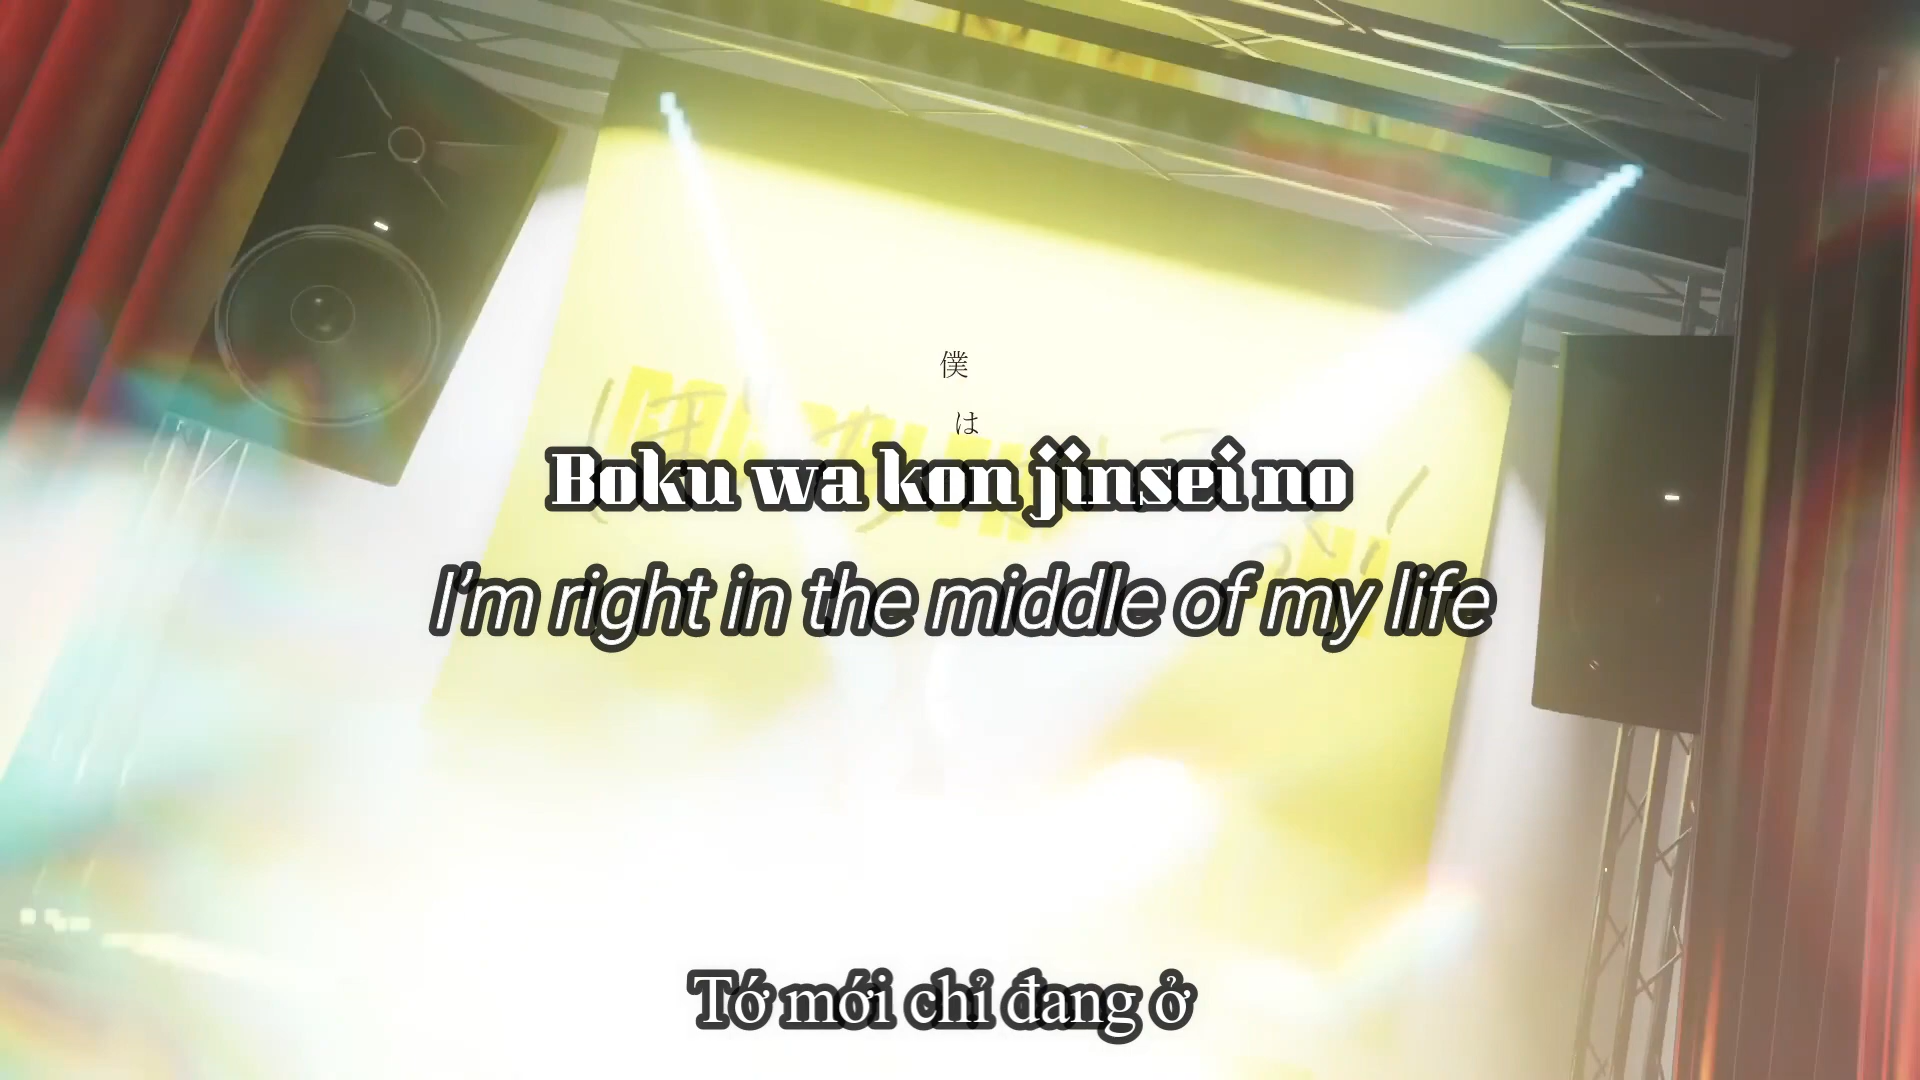 僕
は
Boku wa kon jinsei no
I'm right in the middle of my life
Tớ mới chỉ đang ở